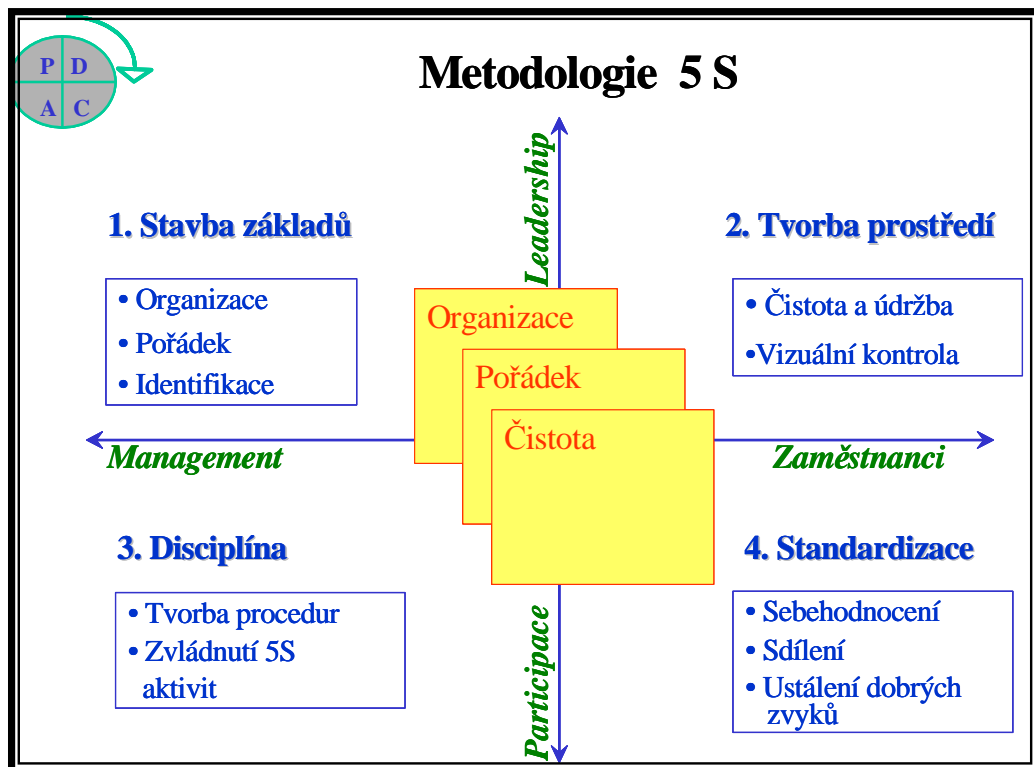 P D
A C
Metodologie 5 S
Leadership
1. Stavba základů
• Organizace
• Pořádek
• Identifikace
2. Tvorba prostředí
• Čistota a údržba
•Vizuální kontrola
Organizace
Pořádek
Čistota
Management
Zaměstnanci
3. Disciplína
• Tvorba procedur
• Zvládnutí 5S
aktivit
4. Standardizace
• Sebehodnocení
• Sdílení
• Ustálení dobrých
zvyků
Participace